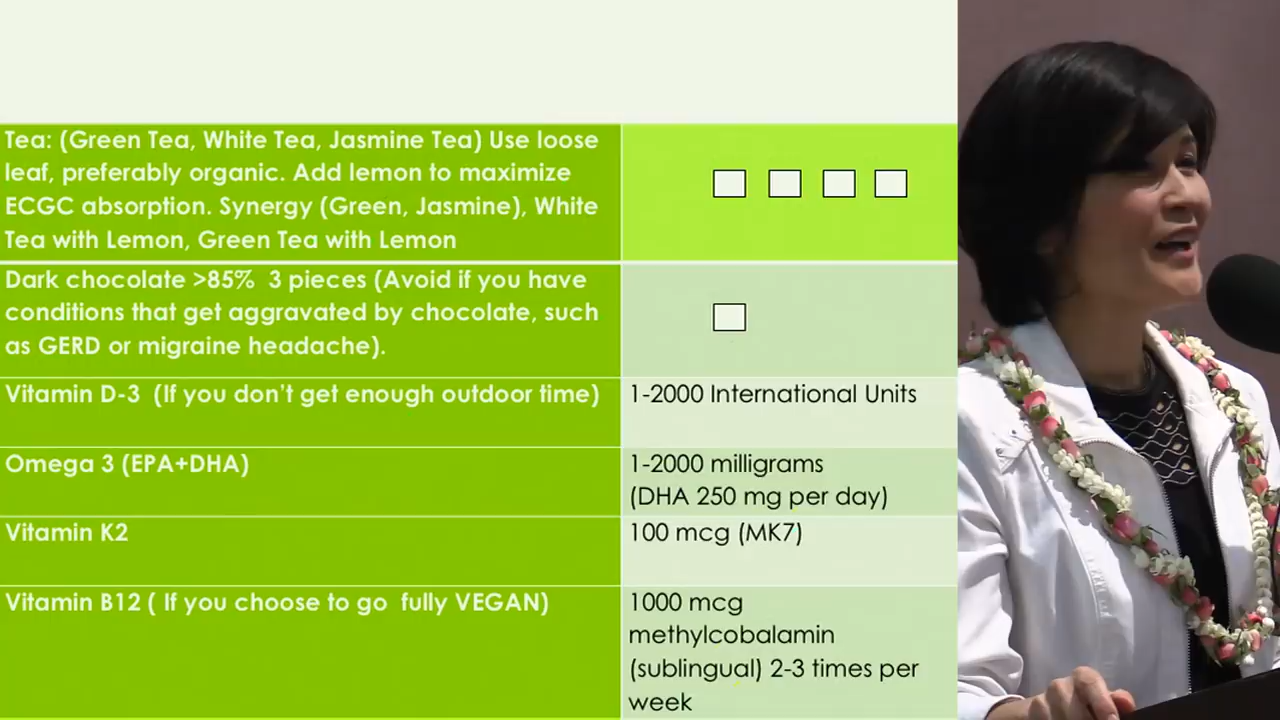 Tea: (Green Tea, White Tea, Jasmine Tea) Use loose
leaf, preferably organic. Add lemon to maximize
ECGC absorption. Synergy (Green, Jasmine), White
Tea with Lemon, Green Tea with Lemon
Dark chocolate >85% 3 pieces (Avoid if you have
conditions that get aggravated by chocolate, such
as GERD or migraine headache).
Vitamin D-3 (If you don't get enough outdoor time)
1-2000 International Units
Omega 3 (EPA+DHA)
1-2000 milligrams
(DHA 250 mg per day)
Vitamin K2
100 mcg (MK7)
Vitamin B12 ( If you choose to go fully VEGAN)
1000 mcg
methylcobalamin
(sublingual) 2-3 times per
week